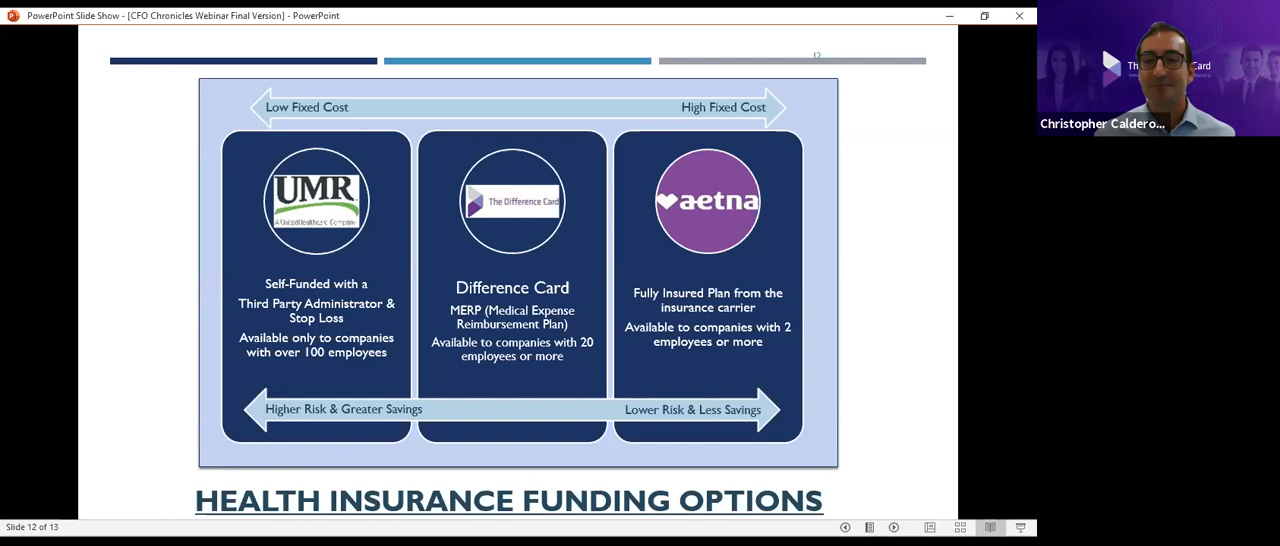 PowerPoint Slide Show - [CFO Chronicles Webinar Final Version] - PowerPoint
12
Low Fixed Cost
High Fixed Cost
UMR
A UnitedHealthcare Company
Self-Funded with a
Third Party Administrator &
Stop Loss
Available only to companies
with over 100 employees
The Difference Card
Difference Card
MERP (Medical Expense
Reimbursement Plan)
Available to companies with 20
employees or more
aetna
Fully Insured Plan from the
insurance carrier
Available to companies with 2
employees or more
Higher Risk & Greater Savings
Lower Risk & Less Savings
HEALTH INSURANCE FUNDING OPTIONS
Slide 12 of 13
Th
Card
Christopher Caldero...